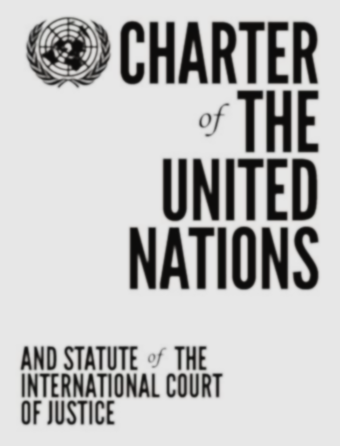 CHARTER
of THE
UNITED
NATIONS
AND STATUTE of THE
INTERNATIONAL COURT
OF JUSTICE